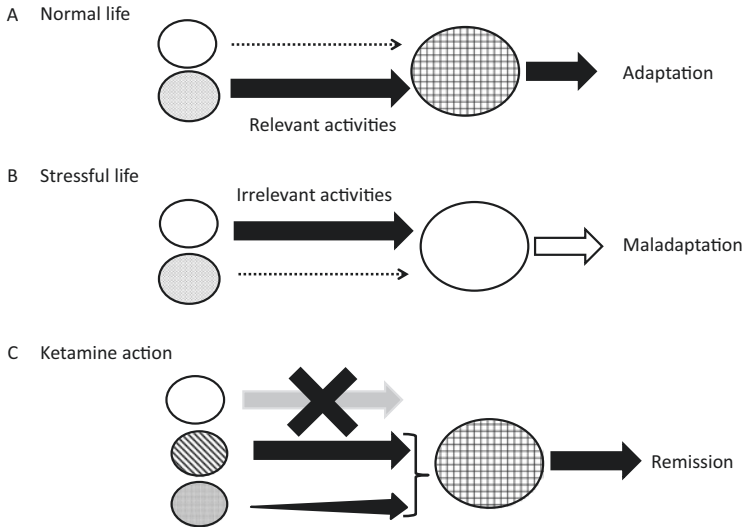 A Normal life
Relevant activities
Adaptation
B Stressful life
Irrelevant activities
Maladaptation
C Ketamine action
Remission